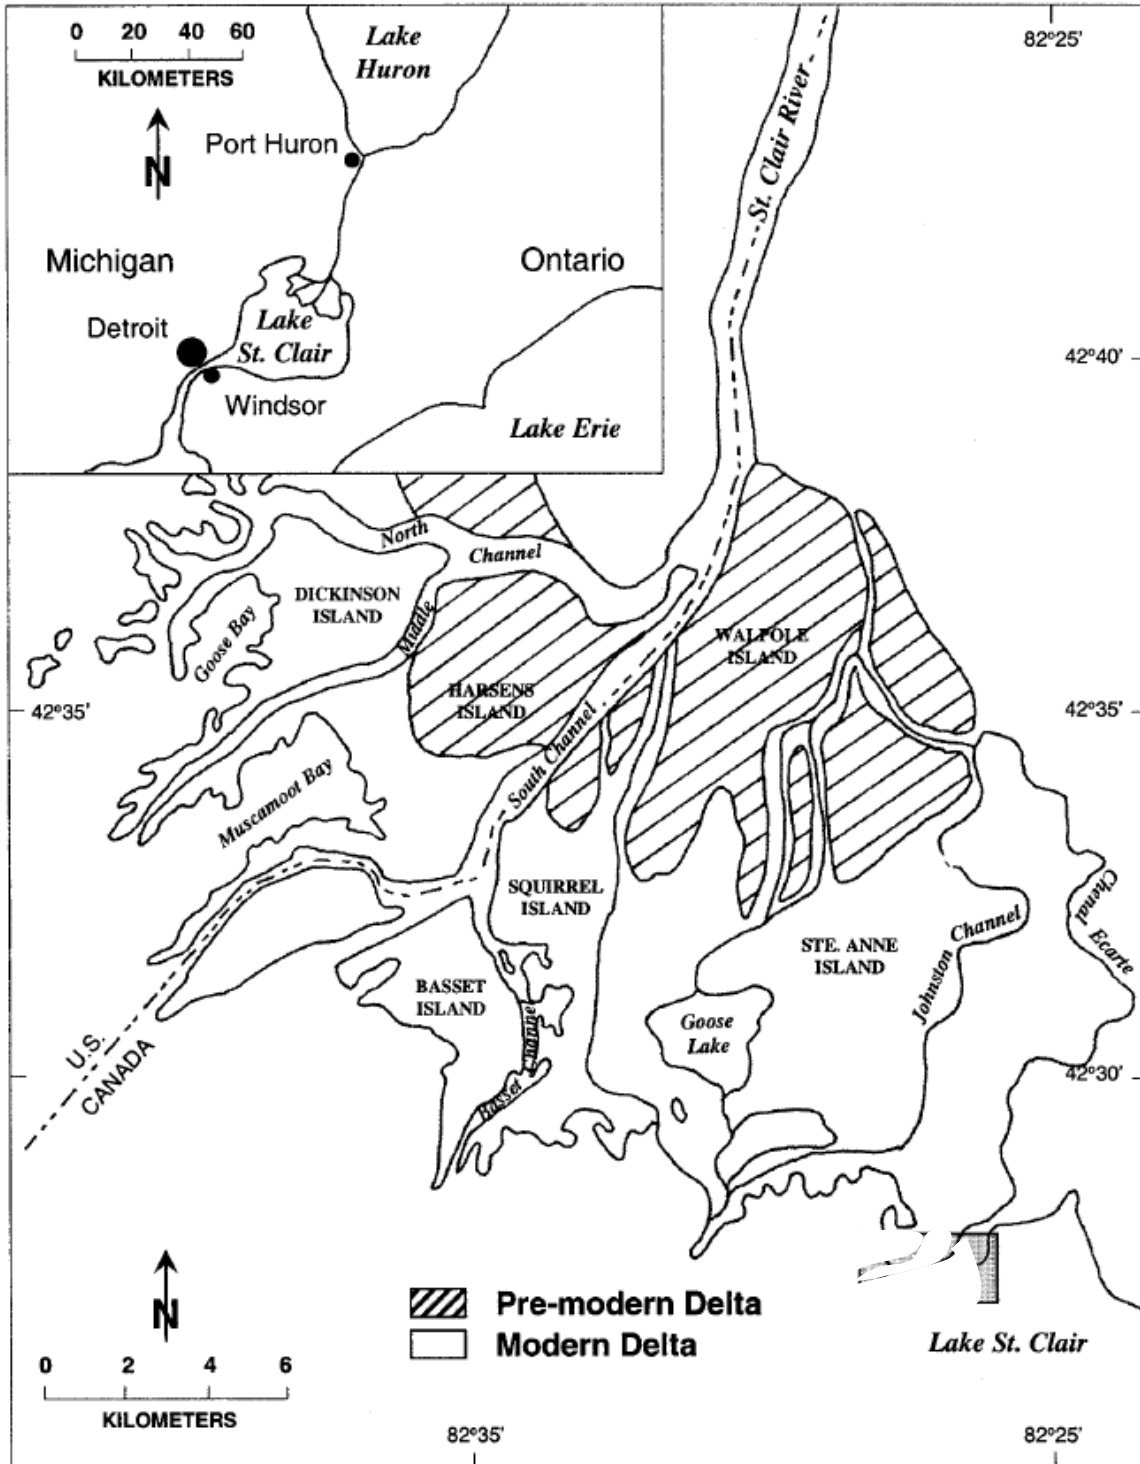 0 20 40 60
KILOMETERS
N
Lake
Huron
Port Huron
Michigan
Ontario
Detroit
Lake
St. Clair
Windsor
Lake Erie
82°25'
St. Clair River
42°40'
North
Channel
DICKINSON
ISLAND
Middle
Goose Bay
WALPOLE
ISLAND
HARSENS
ISLAND
42°35'
42°35'
South Channel
Muscamoot Bay
SQUIRREL
ISLAND
Chenal
Ecarte
STE. ANNE
ISLAND
Johnston Channel
BASSET
ISLAND
Goose
Lake
Basset Channel
U.S.
CANADA
42°30'
N
Pre-modern Delta
Modern Delta
Lake St. Clair
0 2 4 6
KILOMETERS
82°35'
82°25'